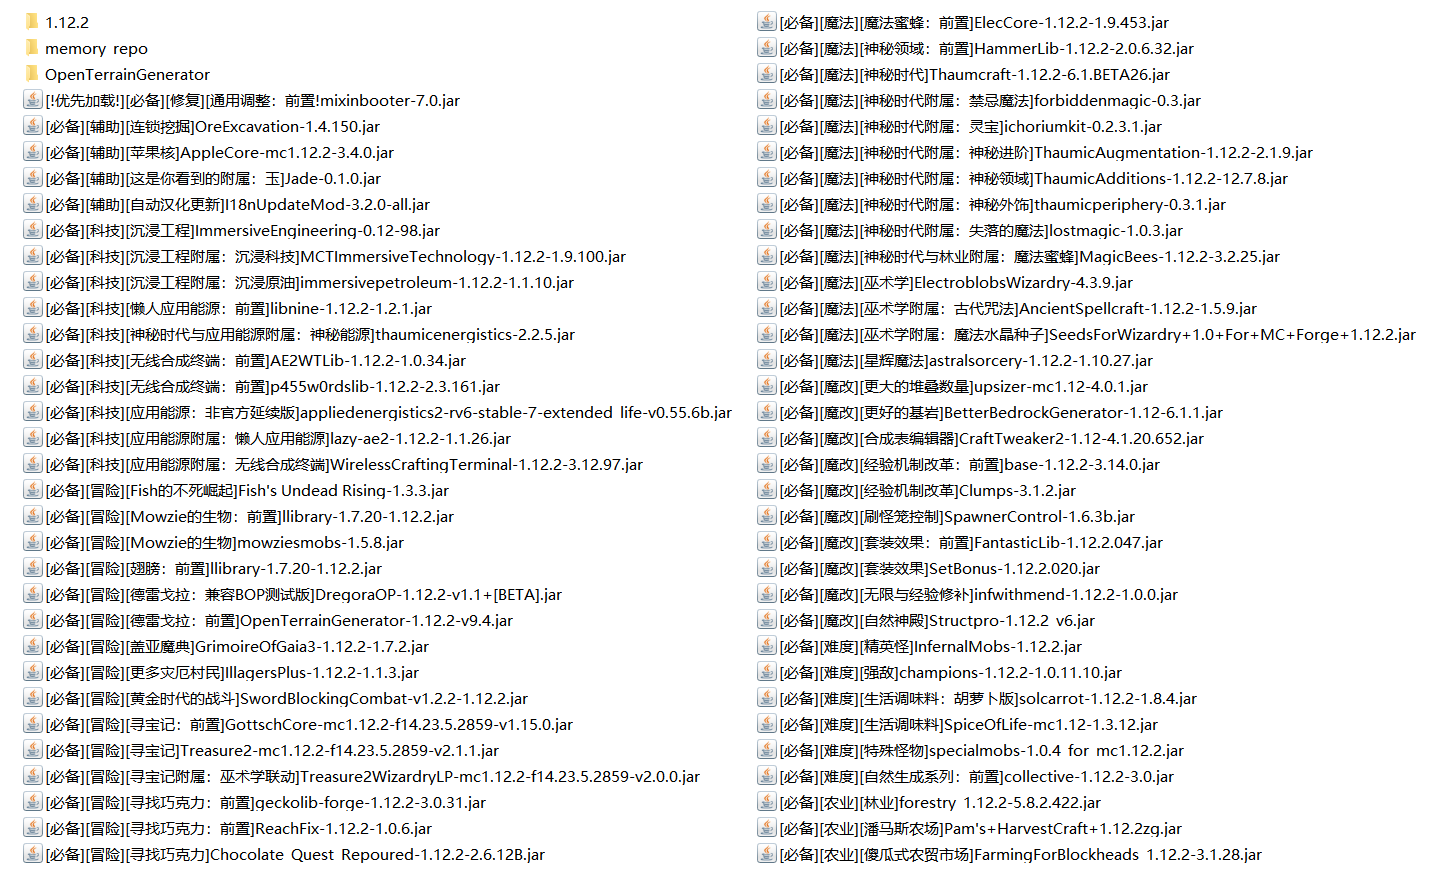 1.12.2
memory_repo
OpenTerrainGenerator
[!优先加载!][必备][修复][通用调整：前置!mixinbooter-7.0.jar
[必备][辅助][连锁挖掘]OreExcavation-1.4.150.jar
[必备][辅助][苹果核]AppleCore-mc1.12.2-3.4.0.jar
[必备][辅助][这是你看到的附属：玉]Jade-0.1.0.jar
[必备][辅助][自动汉化更新]I18nUpdateMod-3.2.0-all.jar
[必备][科技][沉浸工程]ImmersiveEngineering-0.12-98.jar
[必备][科技][沉浸工程附属：沉浸科技]MCTImmersiveTechnology-1.12.2-1.9.100.jar
[必备][科技][沉浸工程附属：沉浸原油]immersivepetroleum-1.12.2-1.1.10.jar
[必备][科技][懒人应用能源：前置]libnine-1.12.2-1.2.1.jar
[必备][科技][神秘时代与应用能源附属：神秘能源]thaumicenergistics-2.2.5.jar
[必备][科技][无线合成终端：前置]AE2WTLib-1.12.2-1.0.34.jar
[必备][科技][无线合成终端：前置]p455w0rdslib-1.12.2-2.3.161.jar
[必备][科技][应用能源：非官方延续版]appliedenergistics2-rv6-stable-7-extended_life-v0.55.6b.jar
[必备][科技][应用能源附属：懒人应用能源]lazy-ae2-1.12.2-1.1.26.jar
[必备][科技][应用能源附属：无线合成终端]WirelessCraftingTerminal-1.12.2-3.12.97.jar
[必备][冒险][Fish的不死崛起]Fish's Undead Rising-1.3.3.jar
[必备][冒险][Mowzie的生物：前置]llibrary-1.7.20-1.12.2.jar
[必备][冒险][Mowzie的生物]mowziesmobs-1.5.8.jar
[必备][冒险][翅膀：前置]llibrary-1.7.20-1.12.2.jar
[必备][冒险][德雷戈拉：兼容BOP测试版]DregoraOP-1.12.2-v1.1+[BETA].jar
[必备][冒险][德雷戈拉：前置]OpenTerrainGenerator-1.12.2-v9.4.jar
[必备][冒险][盖亚魔典]GrimoireOfGaia3-1.12.2-1.7.2.jar
[必备][冒险][更多灾厄村民]IllagersPlus-1.12.2-1.1.3.jar
[必备][冒险][黄金时代的战斗]SwordBlockingCombat-v1.2.2-1.12.2.jar
[必备][冒险][寻宝记：前置]GottschCore-mc1.12.2-f14.23.5.2859-v1.15.0.jar
[必备][冒险][寻宝记]Treasure2-mc1.12.2-f14.23.5.2859-v2.1.1.jar
[必备][冒险][寻宝记附属：巫术学联动]Treasure2WizardryLP-mc1.12.2-f14.23.5.2859-v2.0.0.jar
[必备][冒险][寻找巧克力：前置]geckolib-forge-1.12.2-3.0.31.jar
[必备][冒险][寻找巧克力：前置]ReachFix-1.12.2-1.0.6.jar
[必备][冒险][寻找巧克力]Chocolate_Quest_Repoured-1.12.2-2.6.12B.jar
[必备][魔法][魔法蜜蜂：前置]ElecCore-1.12.2-1.9.453.jar
[必备][魔法][神秘领域：前置]HammerLib-1.12.2-2.0.6.32.jar
[必备][魔法][神秘时代]Thaumcraft-1.12.2-6.1.BETA26.jar
[必备][魔法][神秘时代附属：禁忌魔法]forbiddenmagic-0.3.jar
[必备][魔法][神秘时代附属：灵宝]ichoriumkit-0.2.3.1.jar
[必备][魔法][神秘时代附属：神秘进阶]ThaumicAugmentation-1.12.2-2.1.9.jar
[必备][魔法][神秘时代附属：神秘领域]ThaumicAdditions-1.12.2-12.7.8.jar
[必备][魔法][神秘时代附属：神秘外饰]thaumicperiphery-0.3.1.jar
[必备][魔法][神秘时代附属：失落的魔法]lostmagic-1.0.3.jar
[必备][魔法][神秘时代与林业附属：魔法蜜蜂]MagicBees-1.12.2-3.2.25.jar
[必备][魔法][巫术学]ElectroblobsWizardry-4.3.9.jar
[必备][魔法][巫术学附属：古代咒法]AncientSpellcraft-1.12.2-1.5.9.jar
[必备][魔法][巫术学附属：魔法水晶种子]SeedsForWizardry+1.0+For+MC+Forge+1.12.2.jar
[必备][魔法][星辉魔法]astralsorcery-1.12.2-1.10.27.jar
[必备][魔改][更大的堆叠数量]upsizer-mc1.12-4.0.1.jar
[必备][魔改][更好的基岩]BetterBedrockGenerator-1.12-6.1.1.jar
[必备][魔改][合成表编辑器]CraftTweaker2-1.12-4.1.20.652.jar
[必备][魔改][经验机制改革：前置]base-1.12.2-3.14.0.jar
[必备][魔改][经验机制改革]Clumps-3.1.2.jar
[必备][魔改][刷怪笼控制]SpawnerControl-1.6.3b.jar
[必备][魔改][套装效果：前置]FantasticLib-1.12.2.047.jar
[必备][魔改][套装效果]SetBonus-1.12.2.020.jar
[必备][魔改][无限与经验修补]infwithmend-1.12.2-1.0.0.jar
[必备][魔改][自然神殿]Structpro-1.12.2_v6.jar
[必备][难度][精英怪]InfernalMobs-1.12.2.jar
[必备][难度][强敌]champions-1.12.2-1.0.11.10.jar
[必备][难度][生活调味料：胡萝卜版]solcarrot-1.12.2-1.8.4.jar
[必备][难度][生活调味料]SpiceOfLife-mc1.12-1.3.12.jar
[必备][难度][特殊怪物]specialmobs-1.0.4_for_mc1.12.2.jar
[必备][难度][自然生成系列：前置]collective-1.12.2-3.0.jar
[必备][农业][林业]forestry_1.12.2-5.8.2.422.jar
[必备][农业][潘马斯农场]Pam's+HarvestCraft+1.12.2zg.jar
[必备][农业][傻瓜式农贸市场]FarmingForBlockheads_1.12.2-3.1.28.jar